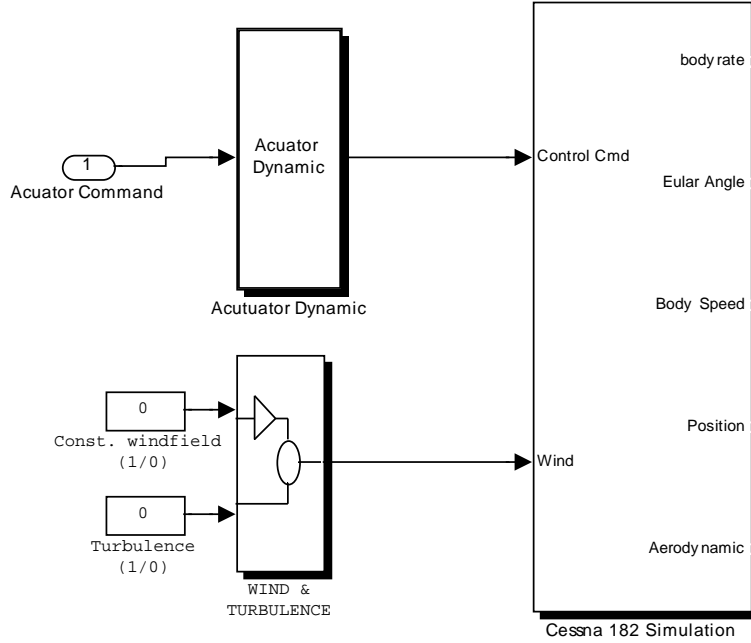 body rate
Acuator
Dynamic
Control Cmd
1
Acuator Command
Eular Angle
Acutuator Dynamic
Body Speed
0
Const. windfield
(1/0)
Position
Wind
0
Turbulence
(1/0)
Aerodynamic
WIND &
TURBULENCE
Cessna 182 Simulation